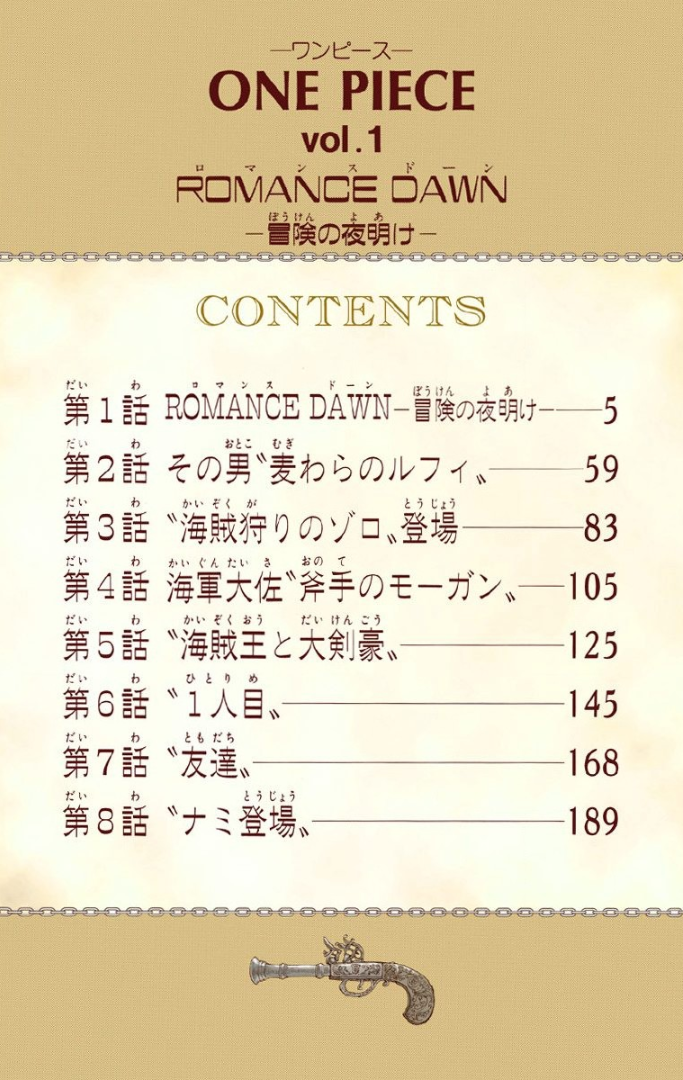 —ワンピース—
ONE PIECE
vol.1
ロマンスドーン
ROMANCE DAWN
ぼうけん よあ
—冒険の夜明け—
CONTENTS
だい わ ロマンス ドーン ぼうけん よあ
第1話 ROMANCE DAWN—冒険の夜明け— 5
だい わ おとこ むぎ
第2話 その男〝麦わらのルフィ〟 59
だい わ かいぞくが とうじょう
第3話 〝海賊狩りのゾロ〟登場 83
だい わ かいぐんたいさ おのて
第4話 海軍大佐〝斧手のモーガン〟 105
だい わ かいぞくおう だいけんごう
第5話 〝海賊王と大剣豪〟 125
だい わ ひとりめ
第6話 〝1人目〟 145
だい わ ともだち
第7話 〝友達〟 168
だい わ とうじょう
第8話 〝ナミ登場〟 189